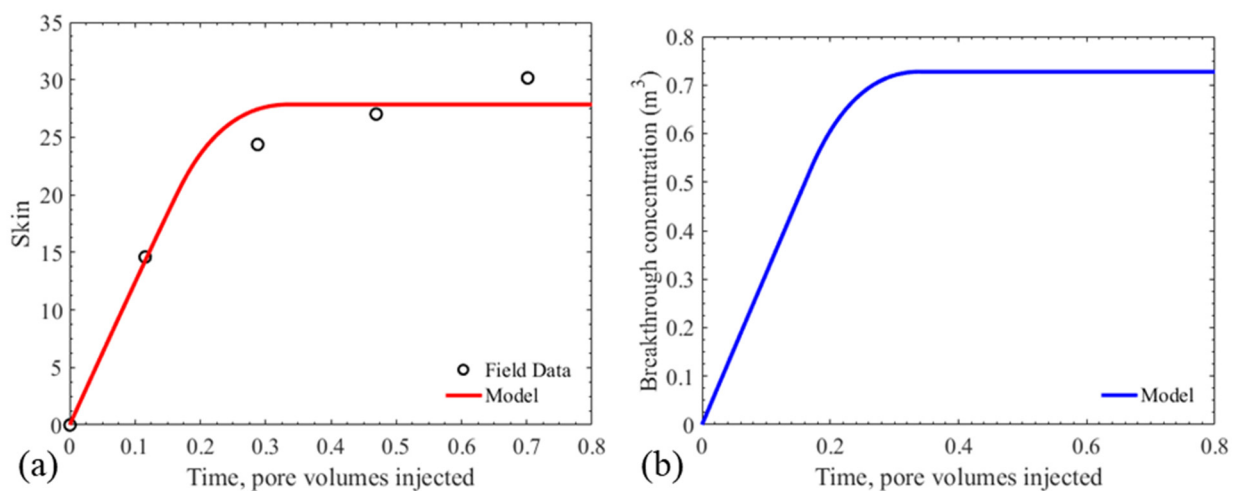 35
30
25
20
15
10
5
0
Skin
0 0.1 0.2 0.3 0.4 0.5 0.6 0.7 0.8
Time, pore volumes injected
Field Data
Model
(a)
0.8
0.7
0.6
0.5
0.4
0.3
0.2
0.1
0
Breakthrough concentration (m³)
0 0.2 0.4 0.6 0.8
Time, pore volumes injected
Model
(b)